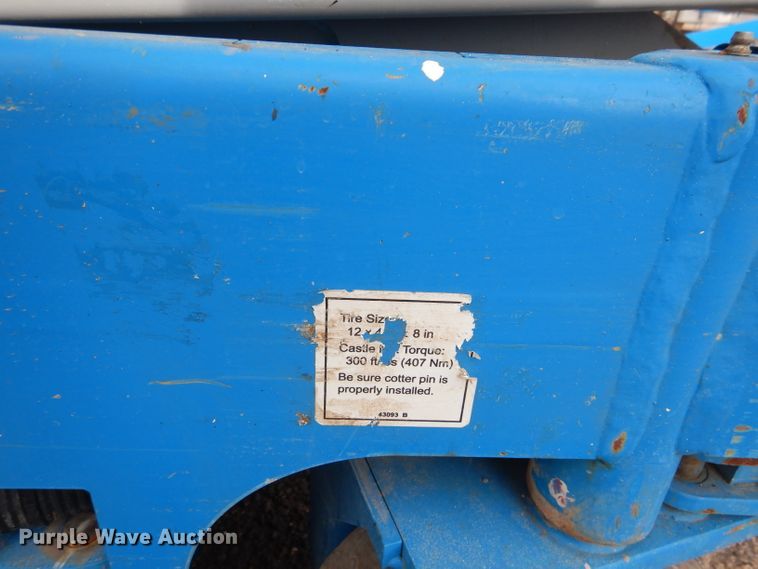 Tire Size:
12 x 4 8 in
Castle Torque:
300 ft (407 Nm)
Be sure cotter pin is
properly installed.
43093 B
Purple Wave Auction